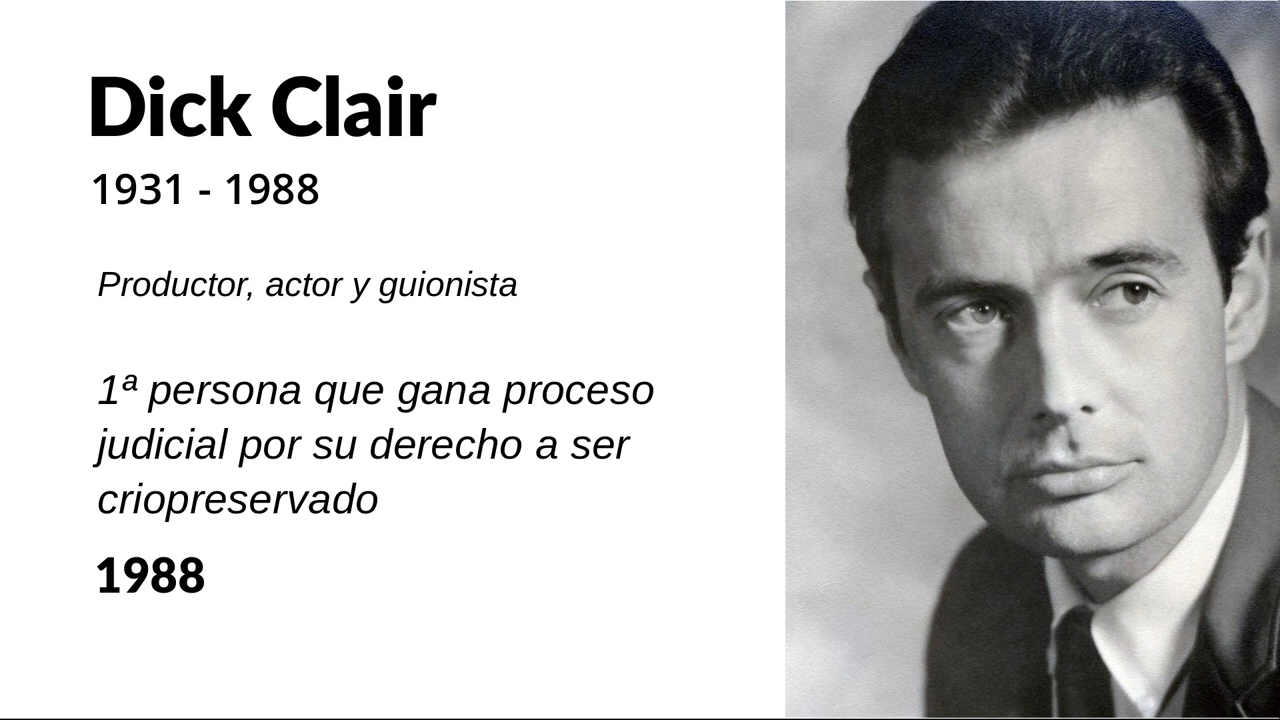 Dick Clair
1931 - 1988
Productor, actor y guionista
1ª persona que gana proceso
judicial por su derecho a ser
criopreservado
1988